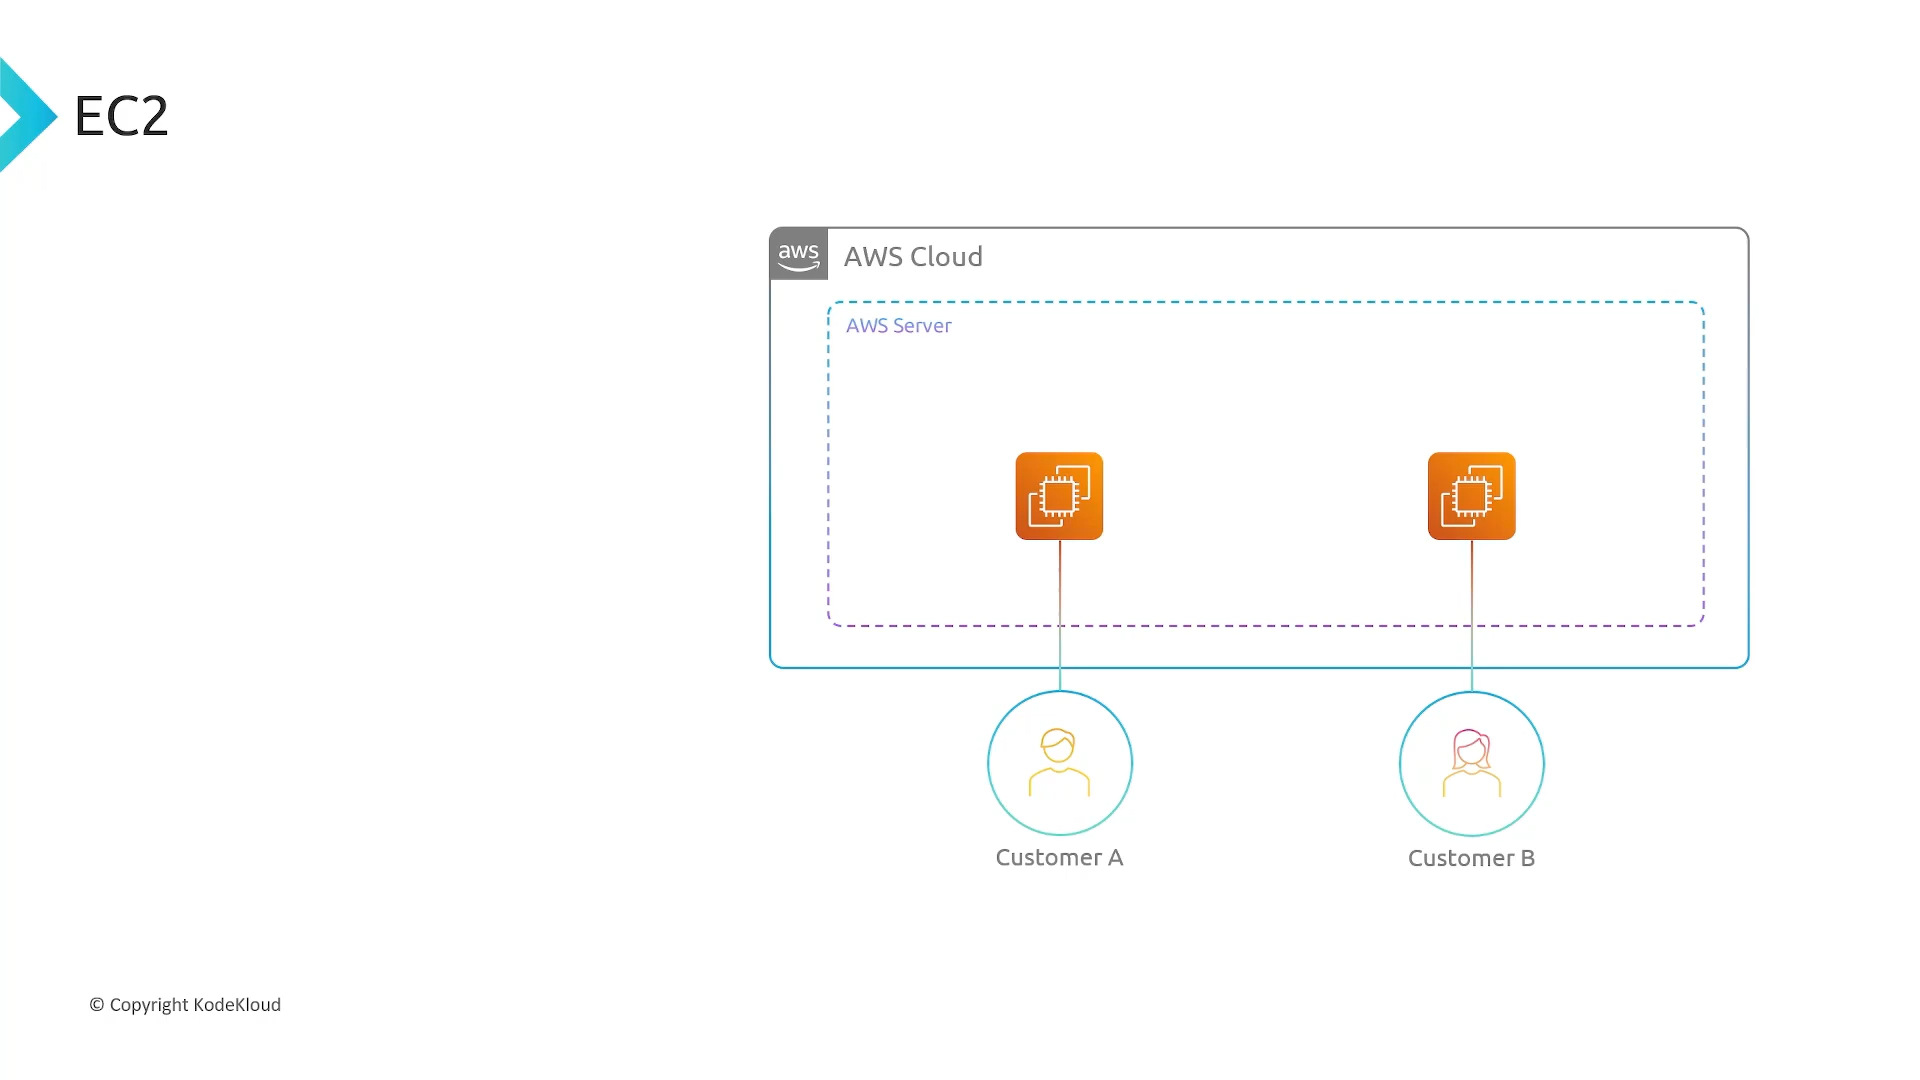 EC2
aws
AWS Cloud
AWS Server
Customer A
Customer B
© Copyright KodeKloud